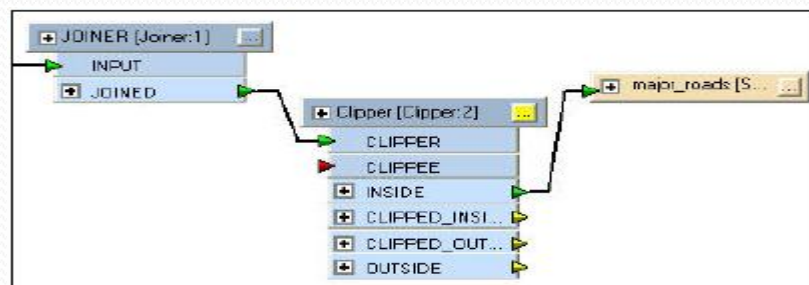 JOINER [Joiner:1] ...
INPUT
JOINED
Clipper [Clipper:2] ...
CLIPPER
CLIPPEE
INSIDE
CLIPPED_INSI...
CLIPPED_OUT...
OUTSIDE
major_roads [S... ...